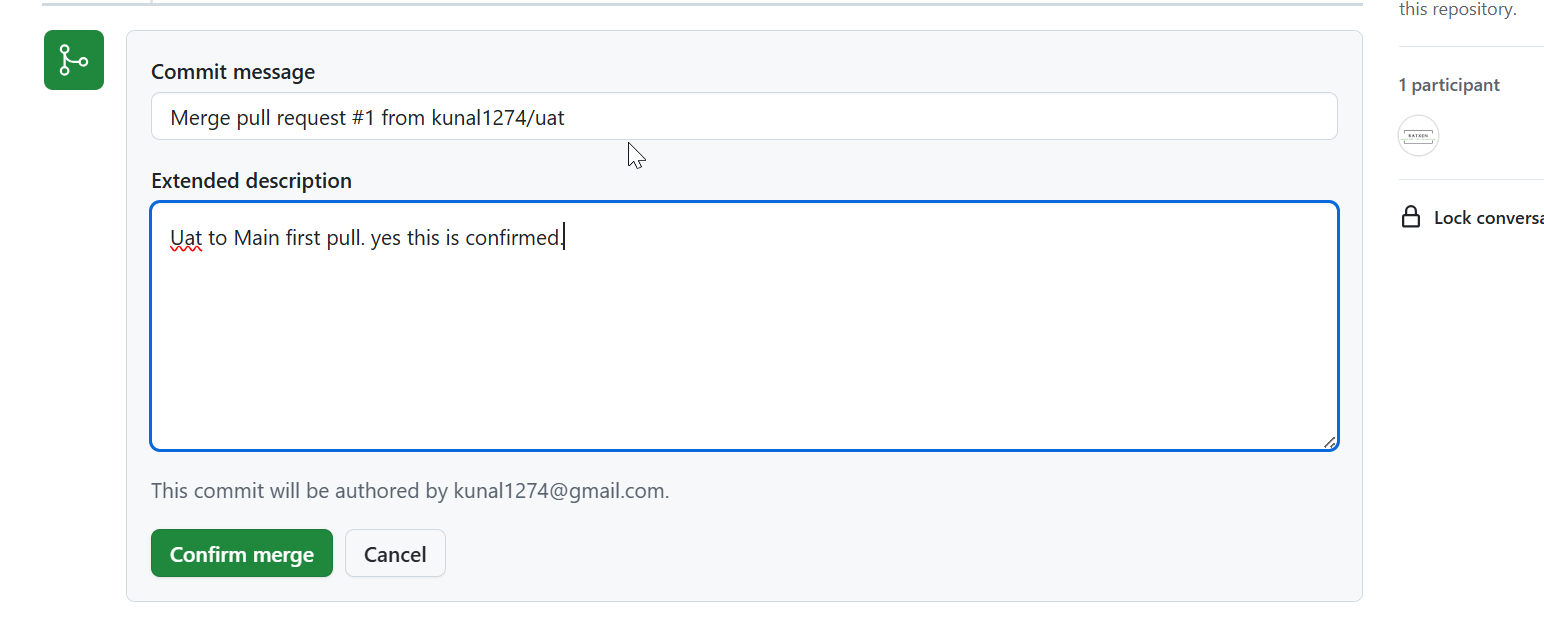 this repository.
Commit message
Merge pull request #1 from kunal1274/uat
1 participant
Extended description
Uat to Main first pull. yes this is confirmed.
Lock conversa
This commit will be authored by kunal1274@gmail.com.
Confirm merge
Cancel